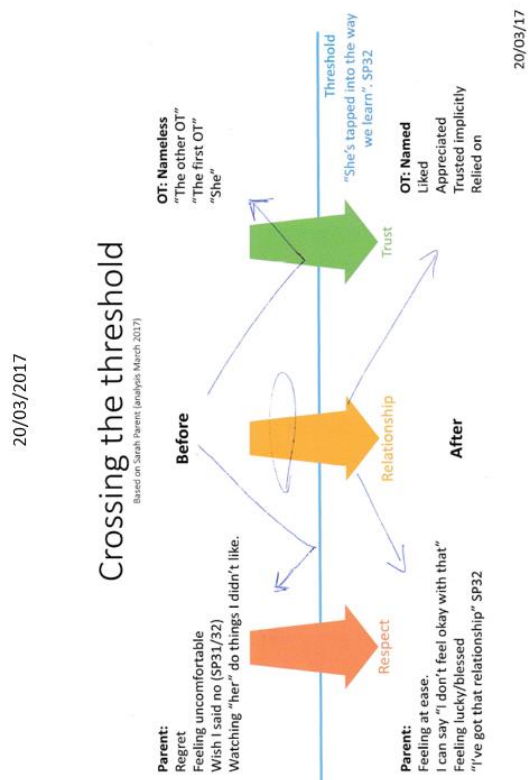 20/03/2017
Crossing the threshold
Based on Sarah Parent (analysis March 2017)
Before
Parent:
Regret
Feeling uncomfortable
Wish I said no (SP31/32)
Watching "her" do things I didn't like.
OT: Nameless
"The other OT"
"The first OT"
"She"
Threshold
"She's tapped into the way
we learn". SP32
Respect
Relationship
Trust
After
Parent:
Feeling at ease.
I can say "I don't feel okay with that"
Feeling lucky/blessed
"I've got that relationship" SP32
OT: Named
Liked
Appreciated
Trusted implicitly
Relied on
20/03/17